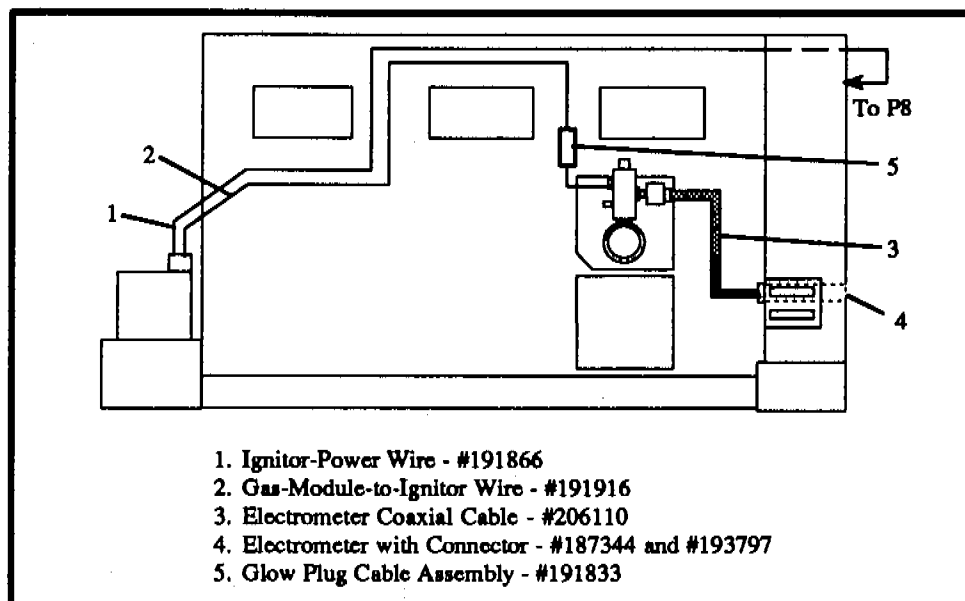 To P8
5
2
1
3
4
1. Ignitor-Power Wire - #191866
2. Gas-Module-to-Ignitor Wire - #191916
3. Electrometer Coaxial Cable - #206110
4. Electrometer with Connector - #187344 and #193797
5. Glow Plug Cable Assembly - #191833